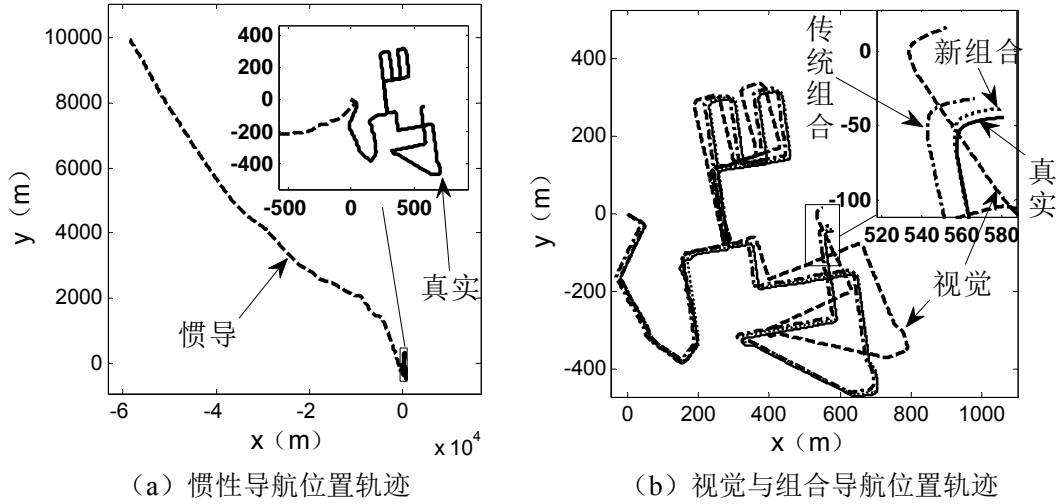 10000
8000
6000
4000
2000
0
y（m）
-6
-4
-2
0
x（m）
x 10^4
400
200
0
-200
-400
-500
0
500
惯导
真实
（a）惯性导航位置轨迹
400
200
0
-200
-400
y（m）
0
200
400
600
800
1000
x（m）
传统组合
0
-50
-100
520
540
560
580
新组合
真实
视觉
（b）视觉与组合导航位置轨迹